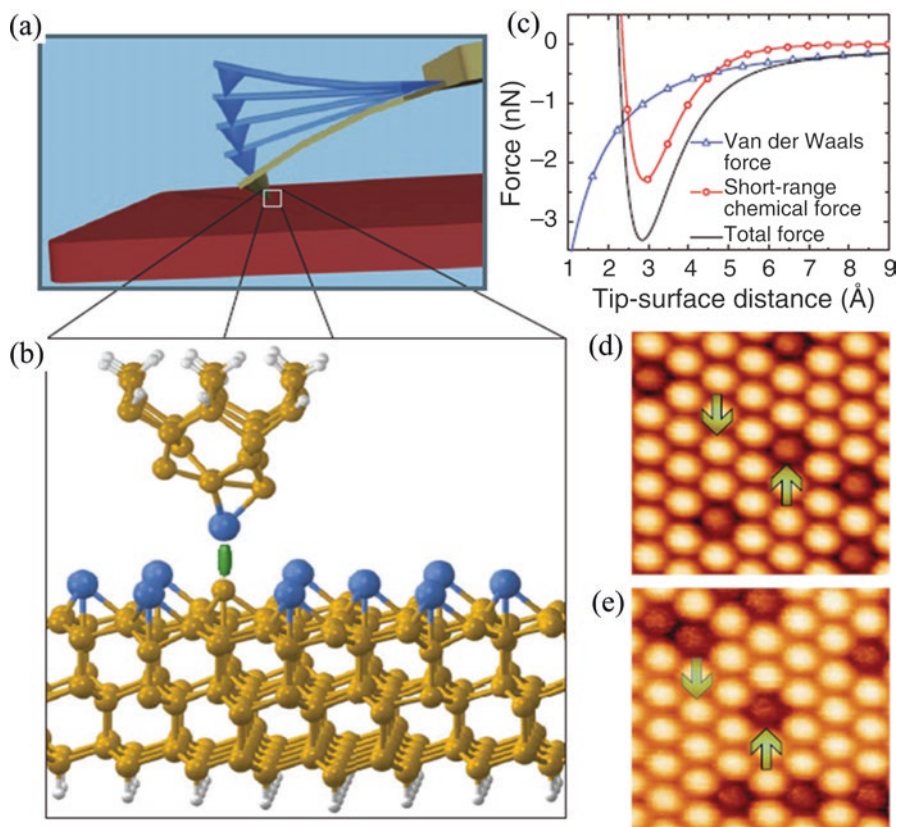 (a)
(c)
0
−1
−2
−3
Force (nN)
Van der Waals
force
Short-range
chemical force
Total force
1 2 3 4 5 6 7 8 9
Tip-surface distance (Å)
(b)
(d)
(e)